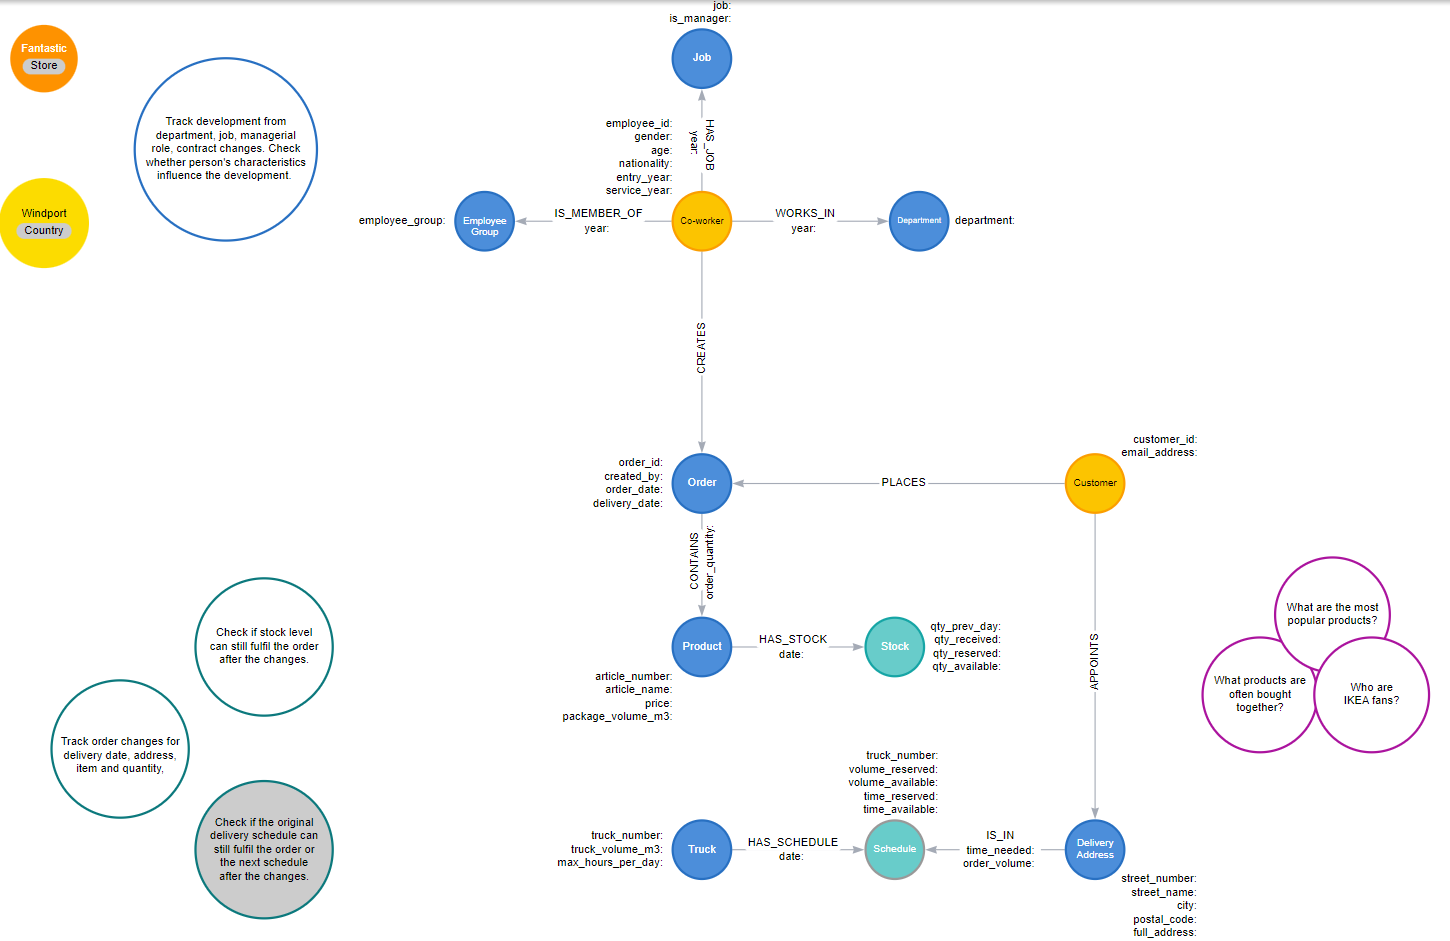 job:
is_manager:
Job
Fantastic
Store
Track development from
department, job, managerial
role, contract changes. Check
whether person's characteristics
influence the development.
employee_id:
gender:
age:
nationality:
entry_year:
service_year:
HAS_JOB
year:
Windport
Country
employee_group:
Employee
Group
IS_MEMBER_OF
year:
Co-worker
WORKS_IN
year:
Department
department:
CREATES
customer_id:
email_address:
order_id:
created_by:
order_date:
delivery_date:
Order
PLACES
Customer
CONTAINS
order_quantity:
Check if stock level
can still fulfil the order
after the changes.
Product
HAS_STOCK
date:
Stock
qty_prev_day:
qty_received:
qty_reserved:
qty_available:
APPOINTS
What are the most
popular products?
What products are
often bought
together?
Who are
IKEA fans?
article_number:
article_name:
price:
package_volume_m3:
Track order changes for
delivery date, address,
item and quantity,
truck_number:
volume_reserved:
volume_available:
time_reserved:
time_available:
Check if the original
delivery schedule can
still fulfil the order or
the next schedule
after the changes.
truck_number:
truck_volume_m3:
max_hours_per_day:
Truck
HAS_SCHEDULE
date:
Schedule
IS_IN
time_needed:
order_volume:
Delivery
Address
street_number:
street_name:
city:
postal_code:
full_address: